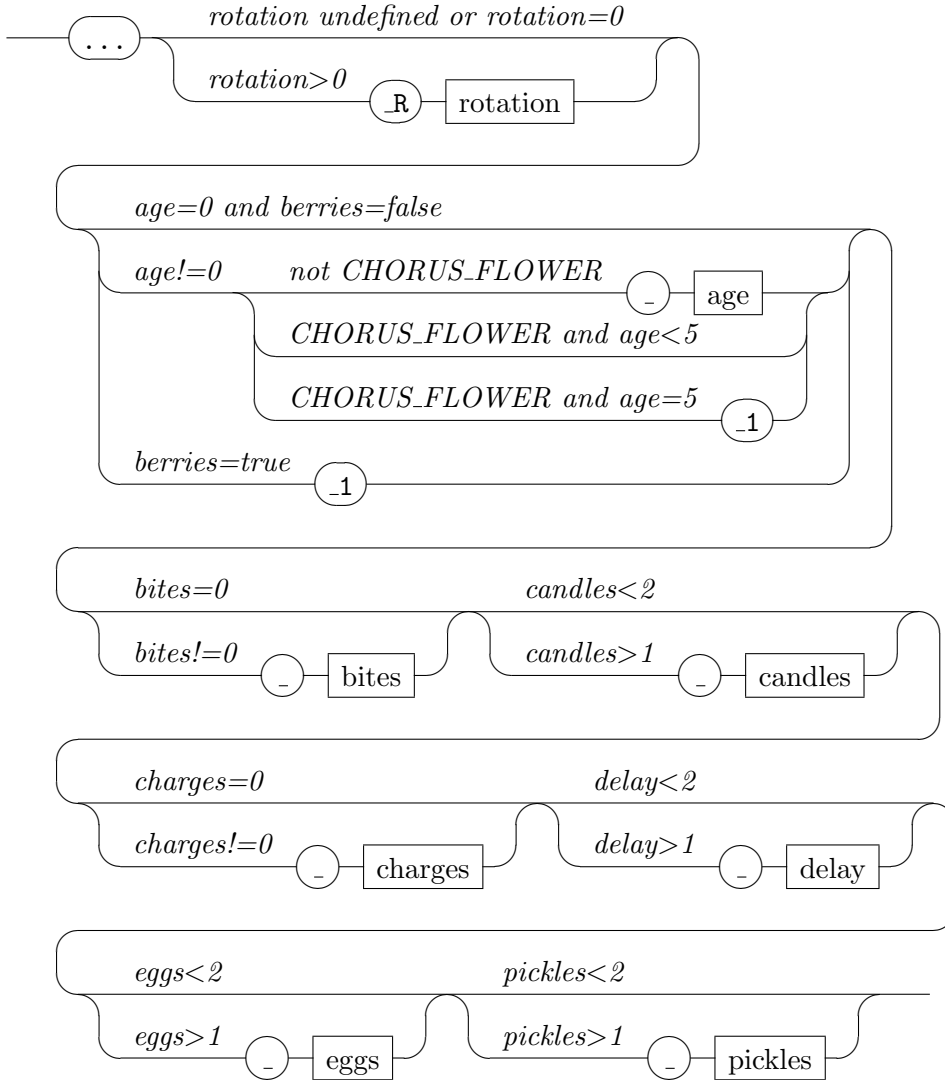 rotation undefined or rotation=0
...
rotation>0 _R rotation
age=0 and berries=false
age!=0 not CHORUS_FLOWER _ age
CHORUS_FLOWER and age<5
CHORUS_FLOWER and age=5 _1
berries=true _1
bites=0 candles<2
bites!=0 _ bites candles>1 _ candles
charges=0 delay<2
charges!=0 _ charges delay>1 _ delay
eggs<2 pickles<2
eggs>1 _ eggs pickles>1 _ pickles